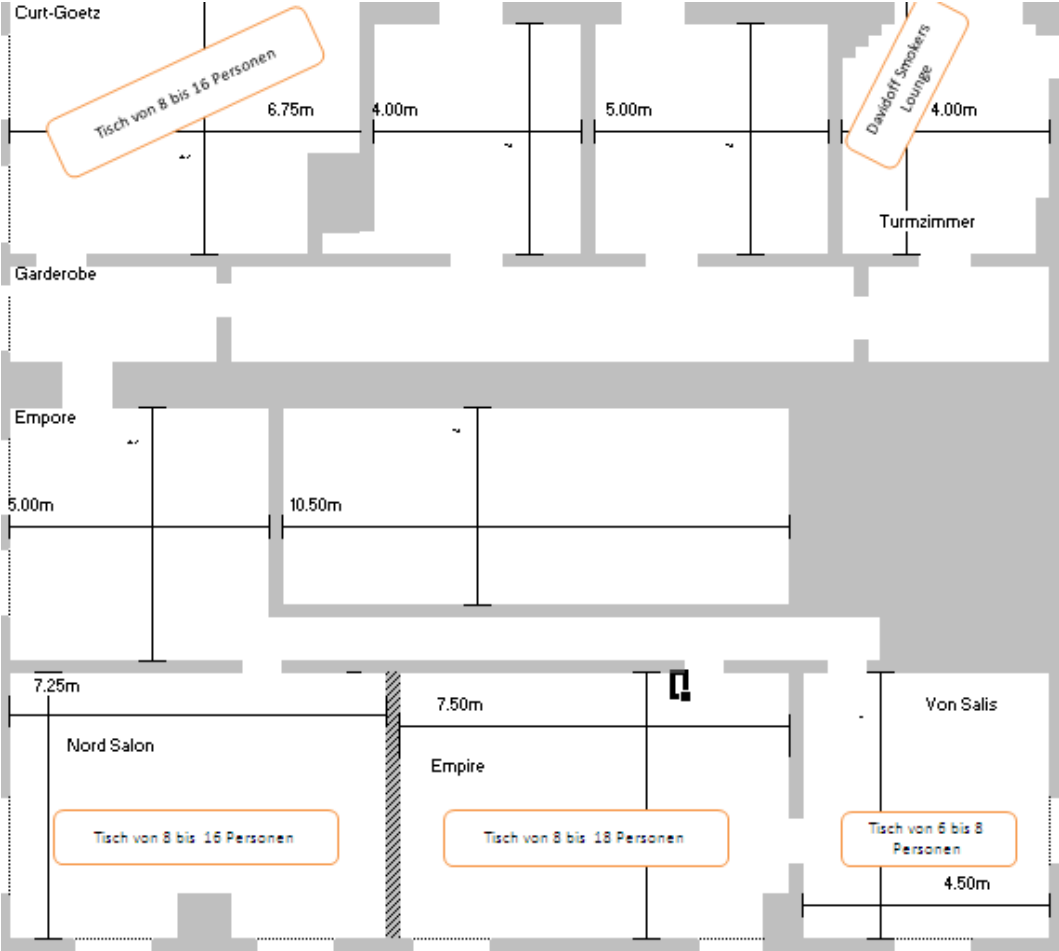 Curt-Goetz
Tisch von 8 bis 16 Personen
6.75m
4.00m
5.00m
Davidoff Smokers
Lounge
4.00m
Turmzimmer
Garderobe
Empore
5.00m
10.50m
7.25m
7.50m
Von Salis
Nord Salon
Empire
Tisch von 8 bis 16 Personen
Tisch von 8 bis 18 Personen
Tisch von 6 bis 8
Personen
4.50m